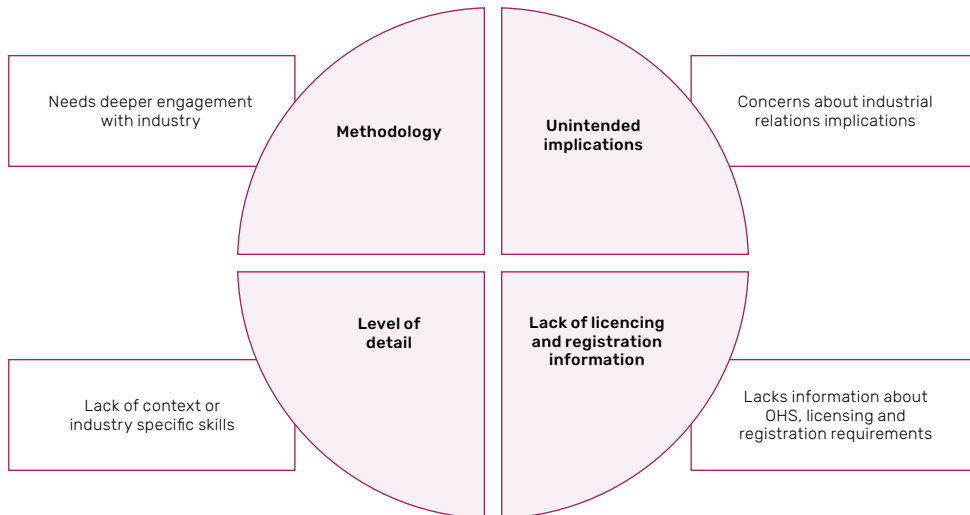 Needs deeper engagement
with industry
Methodology
Unintended
implications
Concerns about industrial
relations implications
Lack of context or
industry specific skills
Level of
detail
Lack of licencing
and registration
information
Lacks information about
OHS, licensing and
registration requirements